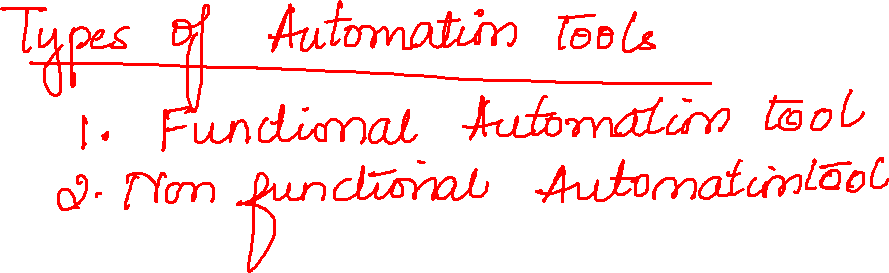 Types of Automation Tools
1. Functional Automation tool
2. Non functional Automation tool